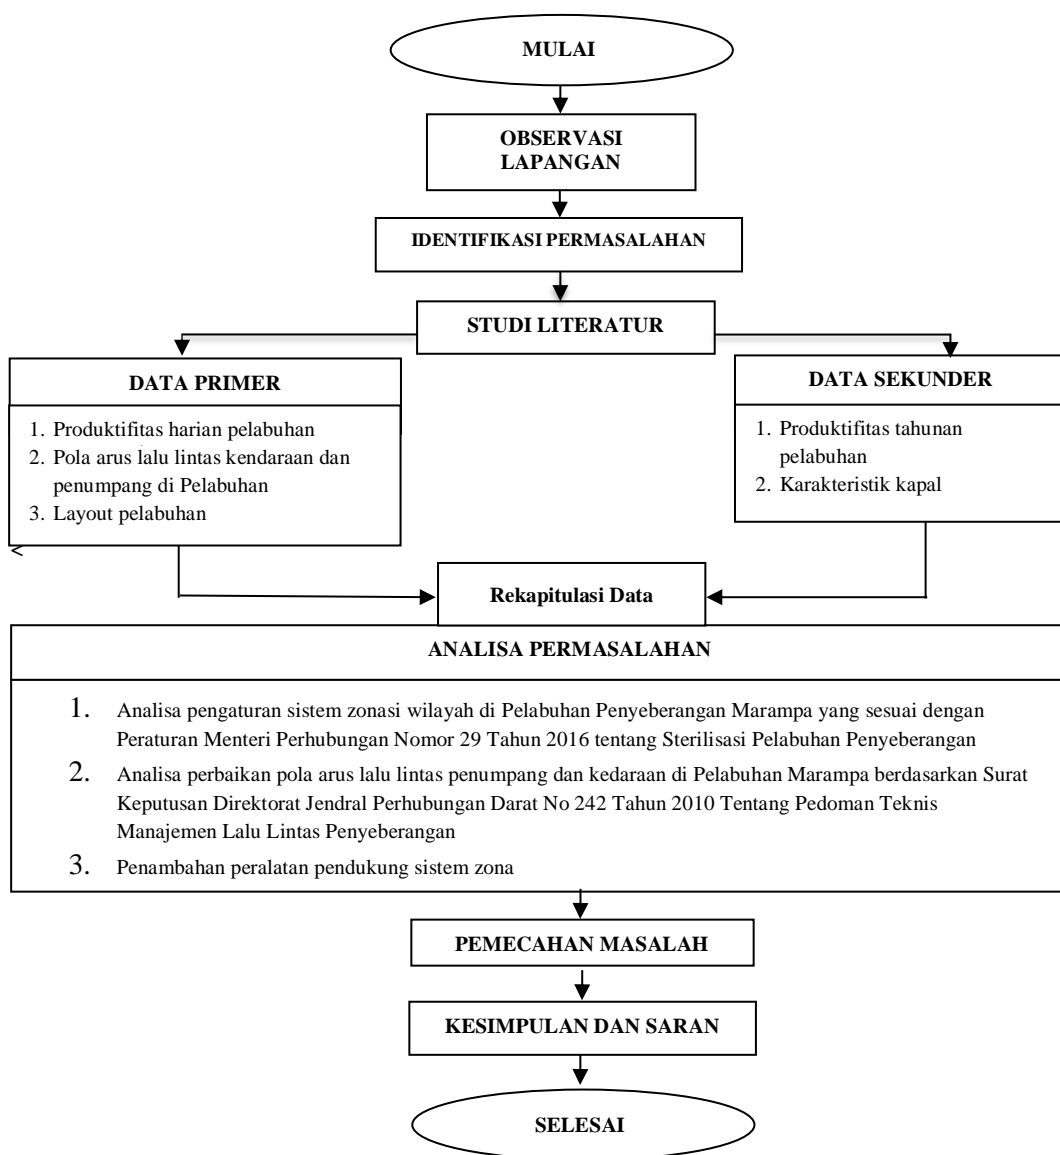 MULAI
OBSERVASI
LAPANGAN
IDENTIFIKASI PERMASALAHAN
STUDI LITERATUR
DATA PRIMER
1. Produktifitas harian pelabuhan
2. Pola arus lalu lintas kendaraan dan
penumpang di Pelabuhan
3. Layout pelabuhan
<
DATA SEKUNDER
1. Produktifitas tahunan
pelabuhan
2. Karakteristik kapal
Rekapitulasi Data
ANALISA PERMASALAHAN
1. Analisa pengaturan sistem zonasi wilayah di Pelabuhan Penyeberangan Marampa yang sesuai dengan
Peraturan Menteri Perhubungan Nomor 29 Tahun 2016 tentang Sterilisasi Pelabuhan Penyeberangan
2. Analisa perbaikan pola arus lalu lintas penumpang dan kedaraan di Pelabuhan Marampa berdasarkan Surat
Keputusan Direktorat Jendral Perhubungan Darat No 242 Tahun 2010 Tentang Pedoman Teknis
Manajemen Lalu Lintas Penyeberangan
3. Penambahan peralatan pendukung sistem zona
PEMECAHAN MASALAH
KESIMPULAN DAN SARAN
SELESAI